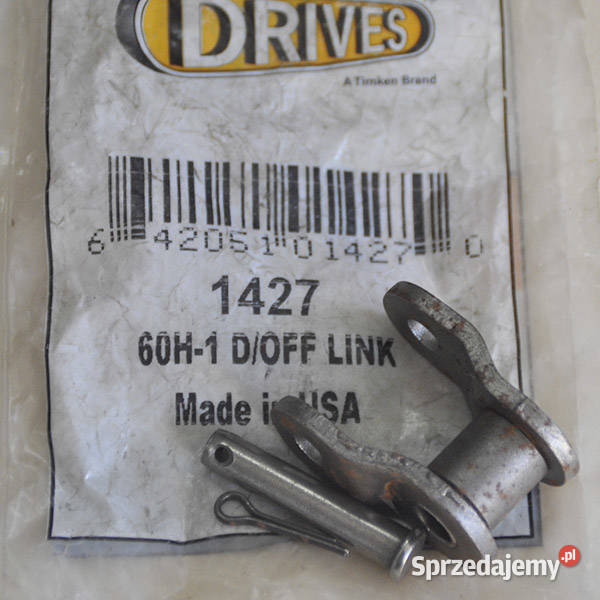 DRIVES
A Timken Brand
6 42051 01427 0
1427
60H-1 D/OFF LINK
Made in USA
Sprzedajemy.pl